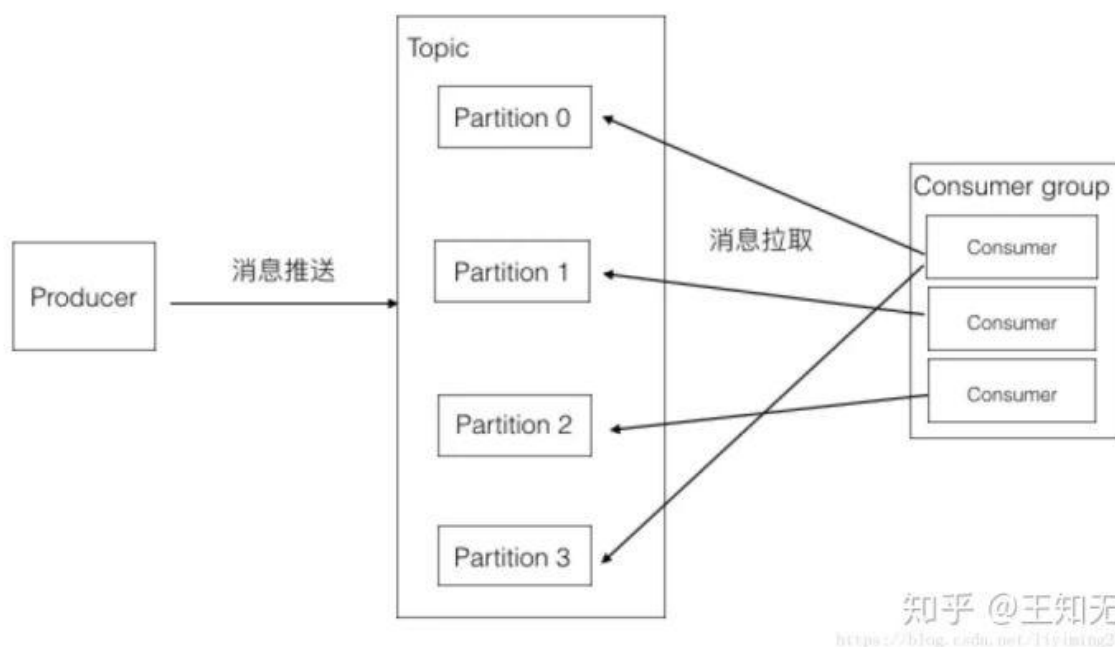 Topic
Partition 0
Consumer group
消息拉取
Consumer
消息推送
Partition 1
Producer
Consumer
Consumer
Partition 2
Partition 3
知乎 @王知无